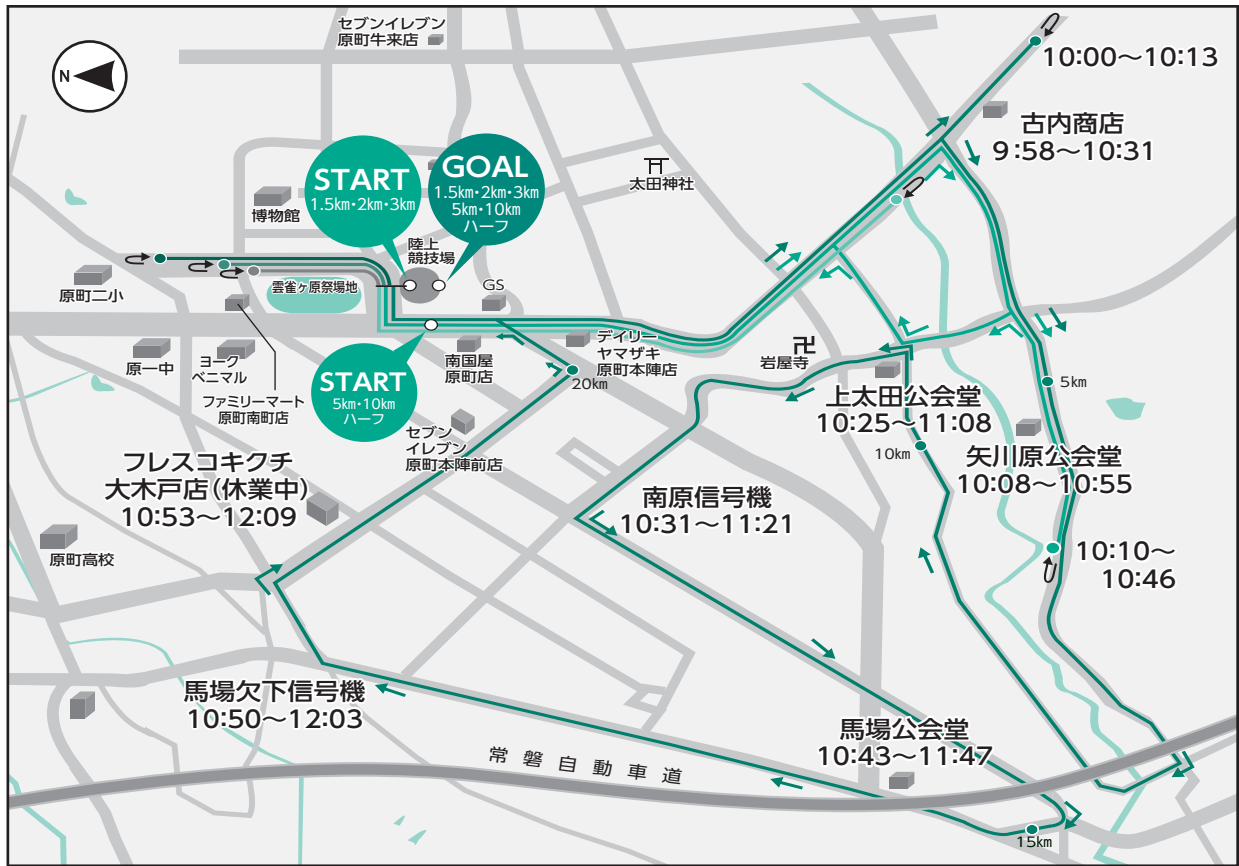 セブンイレブン
原町牛来店
N
10:00～10:13
古内商店
9:58～10:31
START
1.5km・2km・3km
GOAL
1.5km・2km・3km
5km・10km
ハーフ
太田神社
博物館
陸上
競技場
原町二小
雲雀ヶ原祭場地
GS
デイリー
ヤマザキ
原町本陣店
岩屋寺
原一中
ヨーク
ベニマル
ファミリーマート
原町南町店
START
5km・10km
ハーフ
南国屋
原町店
20km
5km
上太田公会堂
10:25～11:08
セブン
イレブン
原町本陣前店
10km
矢川原公会堂
10:08～10:55
フレスコキクチ
大木戸店(休業中)
10:53～12:09
南原信号機
10:31～11:21
原町高校
10:10～
10:46
馬場欠下信号機
10:50～12:03
馬場公会堂
10:43～11:47
常磐自動車道
15km